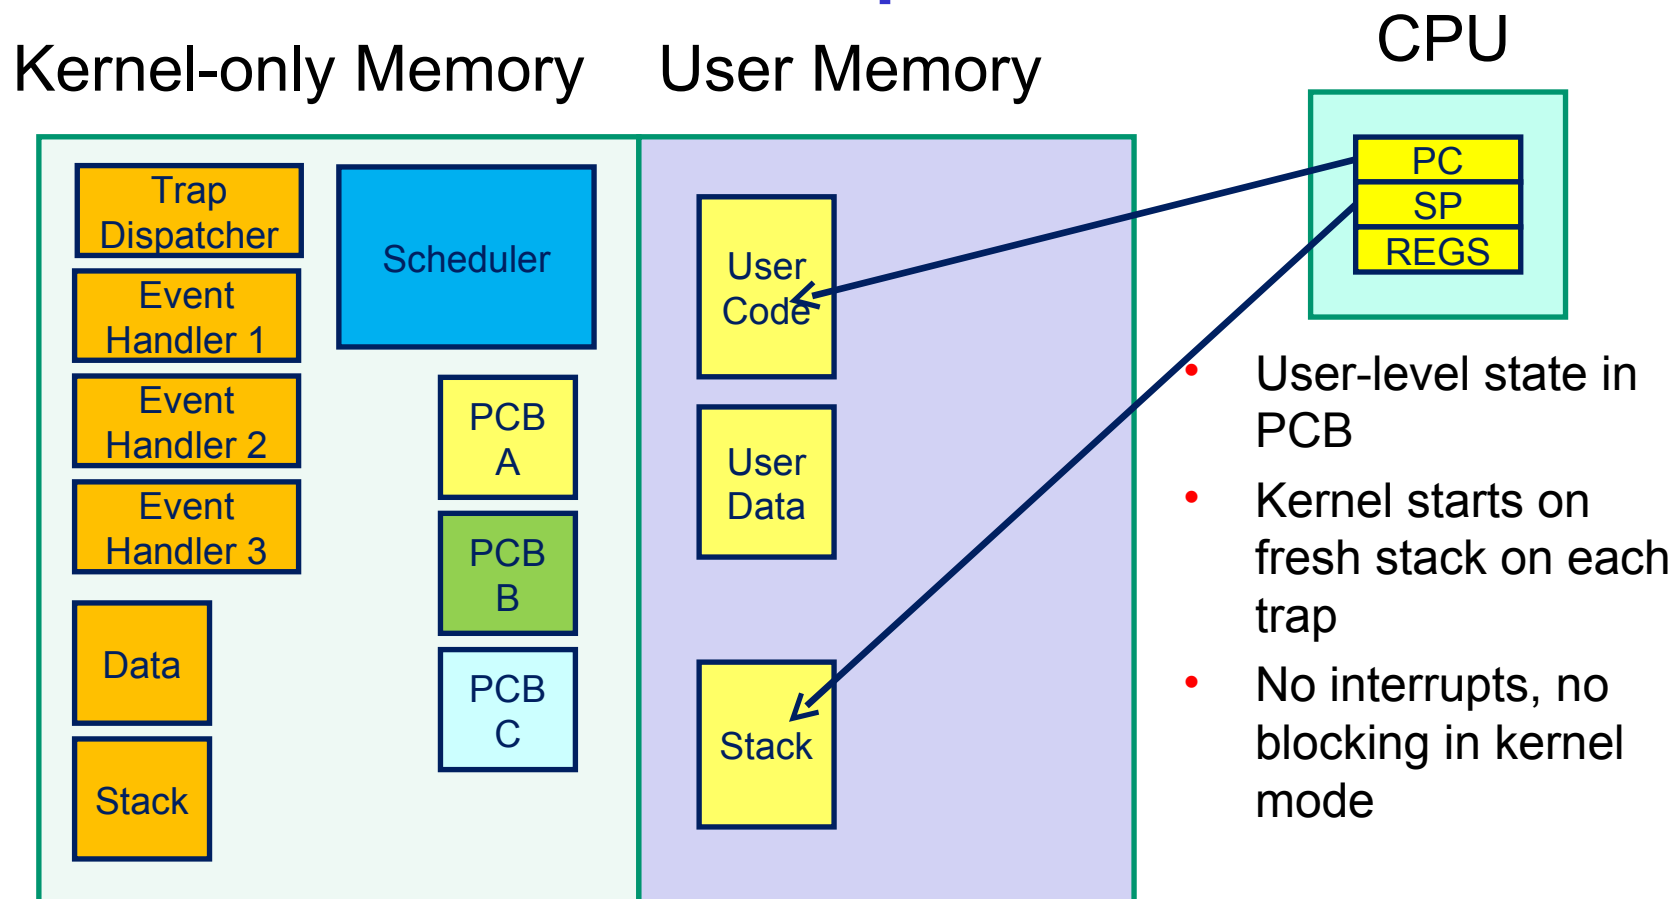 Kernel-only Memory
User Memory
CPU
Trap
Dispatcher
Event
Handler 1
Event
Handler 2
Event
Handler 3
Data
Stack
Scheduler
PCB
A
PCB
B
PCB
C
User
Code
User
Data
Stack
PC
SP
REGS
• User-level state in
PCB
• Kernel starts on
fresh stack on each
trap
• No interrupts, no
blocking in kernel
mode